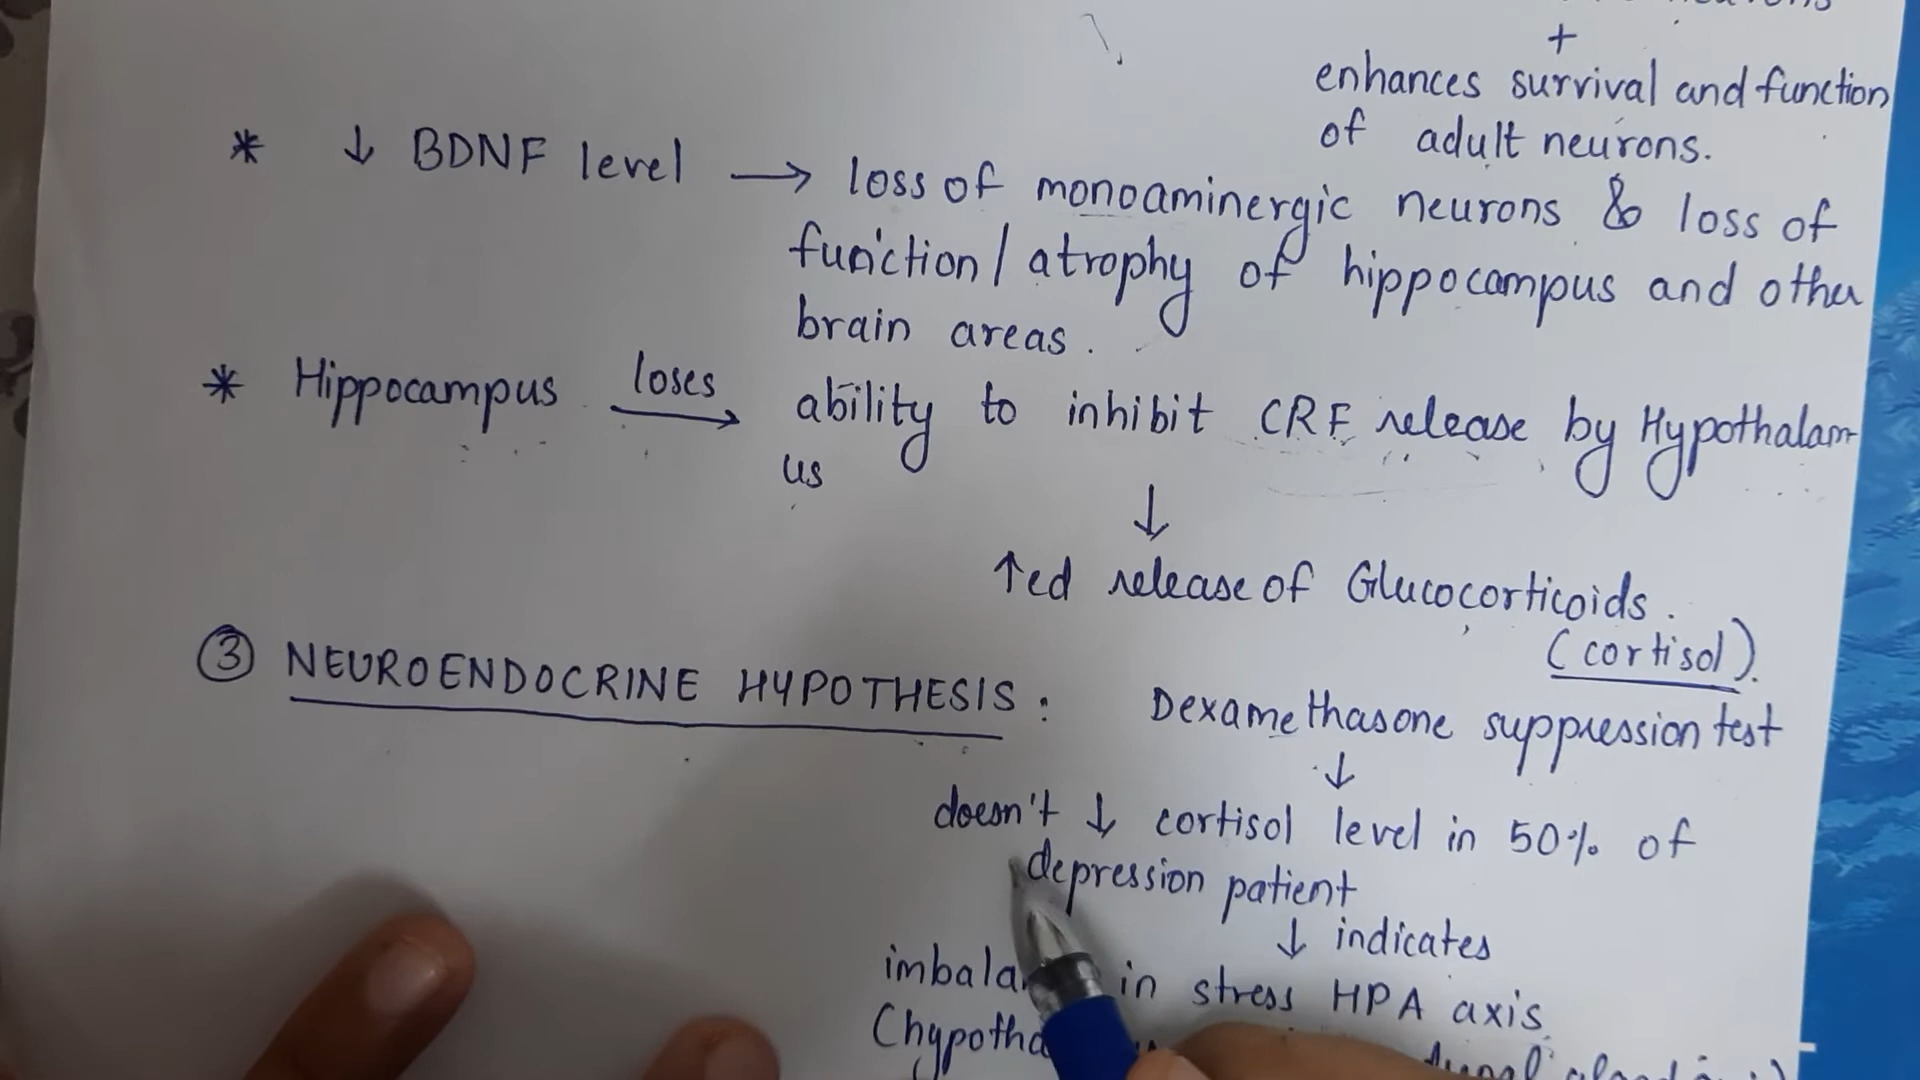 +
enhances survival and function
of adult neurons.
* ↓ BDNF level → loss of monoaminergic neurons & loss of
function / atrophy of hippocampus and other
brain areas.
* Hippocampus loses → ability to inhibit CRF release by Hypothalam-
us
↓
↑ed release of Glucocorticoids.
(cortisol).
③ NEUROENDOCRINE HYPOTHESIS : Dexamethasone suppression test
↓
doesn't ↓ cortisol level in 50% of
depression patient
↓ indicates
in stress HPA axis